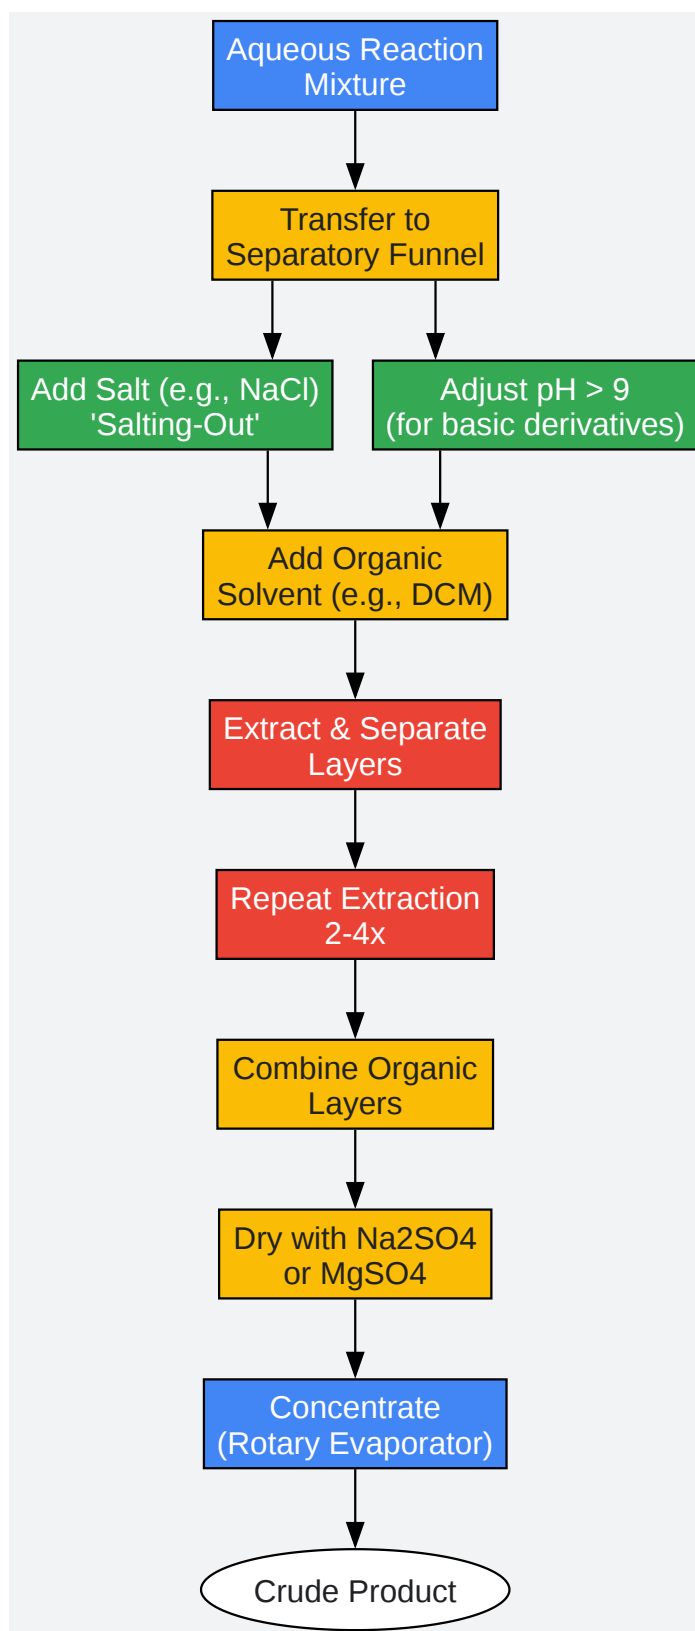 Aqueous Reaction
Mixture
Transfer to
Separatory Funnel
Add Salt (e.g., NaCl)
'Salting-Out'
Adjust pH > 9
(for basic derivatives)
Add Organic
Solvent (e.g., DCM)
Extract & Separate
Layers
Repeat Extraction
2-4x
Combine Organic
Layers
Dry with Na2SO4
or MgSO4
Concentrate
(Rotary Evaporator)
Crude Product